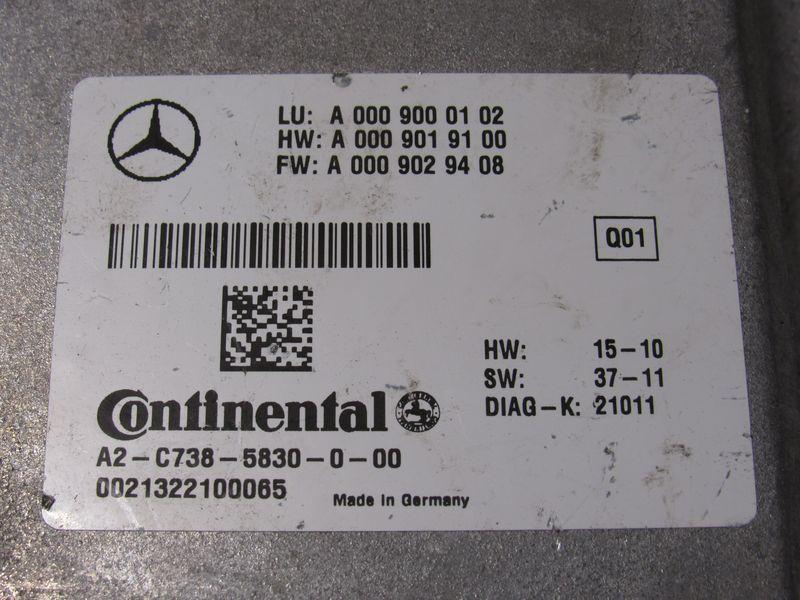 LU: A 000 900 01 02
HW: A 000 901 91 00
FW: A 000 902 94 08
Q01
HW: 15-10
SW: 37-11
DIAG-K: 21011
Continental
A2-C738-5830-0-00
0021322100065
Made in Germany